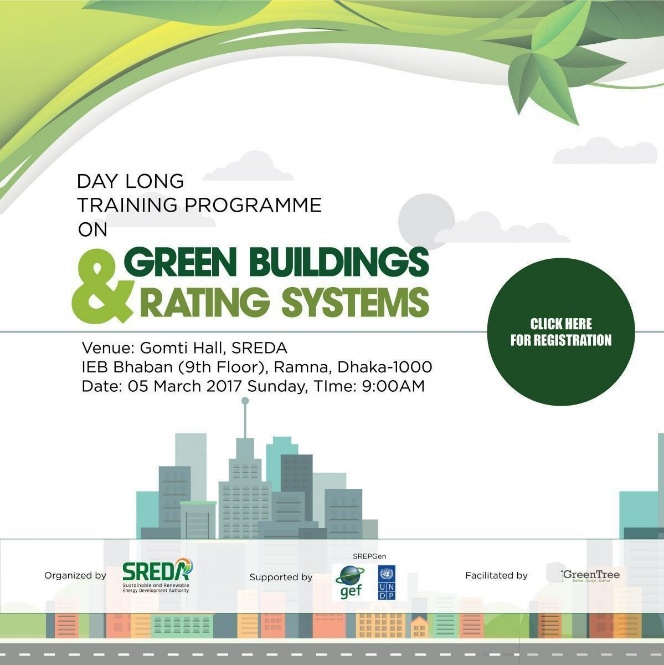 DAY LONG
TRAINING PROGRAMME
ON
& GREEN BUILDINGS
RATING SYSTEMS
CLICK HERE
FOR REGISTRATION
Venue: Gomti Hall, SREDA
IEB Bhaban (9th Floor), Ramna, Dhaka-1000
Date: 05 March 2017 Sunday, TIme: 9:00AM
SREPGen
Organized by
SREDA
Sustainable and Renewable
Energy Development Authority
Supported by
gef
U N
D P
Facilitated by
GreenTree